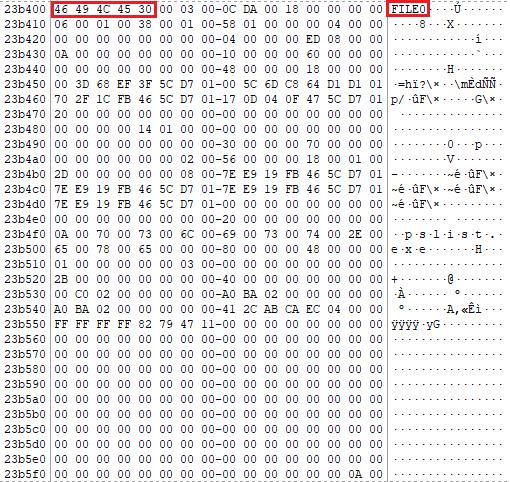 23b400 46 49 4C 45 30 00 03 00-0C DA 00 18 00 00 00 00 FILE0·····Ú·····
23b410 06 00 01 00 38 00 01 00-58 01 00 00 00 04 00 00 ····8···X·······
23b420 00 00 00 00 00 00 00 00-04 00 00 00 ED 08 00 00 ············í···
23b430 0A 00 00 00 00 00 00 00-10 00 00 00 60 00 00 00 ············`···
23b440 00 00 00 00 00 00 00 00-48 00 00 00 18 00 00 00 ········H·······
23b450 00 3D 68 EF 3F 5C D7 01-00 5C 6D C8 64 D1 D1 01 ·=hï?\×··\mÈdÑÑ·
23b460 70 2F 1C FB 46 5C D7 01-17 0D 04 0F 47 5C D7 01 p/·ûF\×·····G\×·
23b470 20 00 00 00 00 00 00 00-00 00 00 00 00 00 00 00 ················
23b480 00 00 00 00 14 01 00 00-00 00 00 00 00 00 00 00 ················
23b490 00 00 00 00 00 00 00 00-30 00 00 00 70 00 00 00 ········0···p···
23b4a0 00 00 00 00 00 00 02 00-56 00 00 00 18 00 01 00 ········V·······
23b4b0 2D 00 00 00 00 00 08 00-7E E9 19 FB 46 5C D7 01 -·······~é·ûF\×·
23b4c0 7E E9 19 FB 46 5C D7 01-7E E9 19 FB 46 5C D7 01 ~é·ûF\×·~é·ûF\×·
23b4d0 7E E9 19 FB 46 5C D7 01-00 00 00 00 00 00 00 00 ~é·ûF\×·········
23b4e0 00 00 00 00 00 00 00 00-20 00 00 00 00 00 00 00 ················
23b4f0 0A 00 70 00 73 00 6C 00-69 00 73 00 74 00 2E 00 ··p·s·l·i·s·t·.·
23b500 65 00 78 00 65 00 00 00-80 00 00 00 48 00 00 00 e·x·e·······H···
23b510 01 00 00 00 00 00 03 00-00 00 00 00 00 00 00 00 ················
23b520 2B 00 00 00 00 00 00 00-40 00 00 00 00 00 00 00 +·······@·······
23b530 00 C0 02 00 00 00 00 00-A0 BA 02 00 00 00 00 00 ·À·······º······
23b540 A0 BA 02 00 00 00 00 00-41 2C AB CA EC 04 00 00 ·º······A,«Êì···
23b550 FF FF FF FF 82 79 47 11-00 00 00 00 00 00 00 00 ÿÿÿÿ·yG·········
23b560 00 00 00 00 00 00 00 00-00 00 00 00 00 00 00 00 ················
23b570 00 00 00 00 00 00 00 00-00 00 00 00 00 00 00 00 ················
23b580 00 00 00 00 00 00 00 00-00 00 00 00 00 00 00 00 ················
23b590 00 00 00 00 00 00 00 00-00 00 00 00 00 00 00 00 ················
23b5a0 00 00 00 00 00 00 00 00-00 00 00 00 00 00 00 00 ················
23b5b0 00 00 00 00 00 00 00 00-00 00 00 00 00 00 00 00 ················
23b5c0 00 00 00 00 00 00 00 00-00 00 00 00 00 00 00 00 ················
23b5d0 00 00 00 00 00 00 00 00-00 00 00 00 00 00 00 00 ················
23b5e0 00 00 00 00 00 00 00 00-00 00 00 00 00 00 00 00 ················
23b5f0 00 00 00 00 00 00 00 00-00 00 00 00 00 00 0A 00 ················